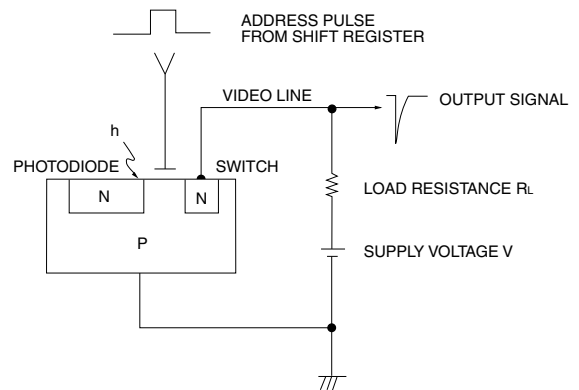 ADDRESS PULSE
FROM SHIFT REGISTER
VIDEO LINE
OUTPUT SIGNAL
h
PHOTODIODE
SWITCH
N
N
LOAD RESISTANCE RL
P
SUPPLY VOLTAGE V